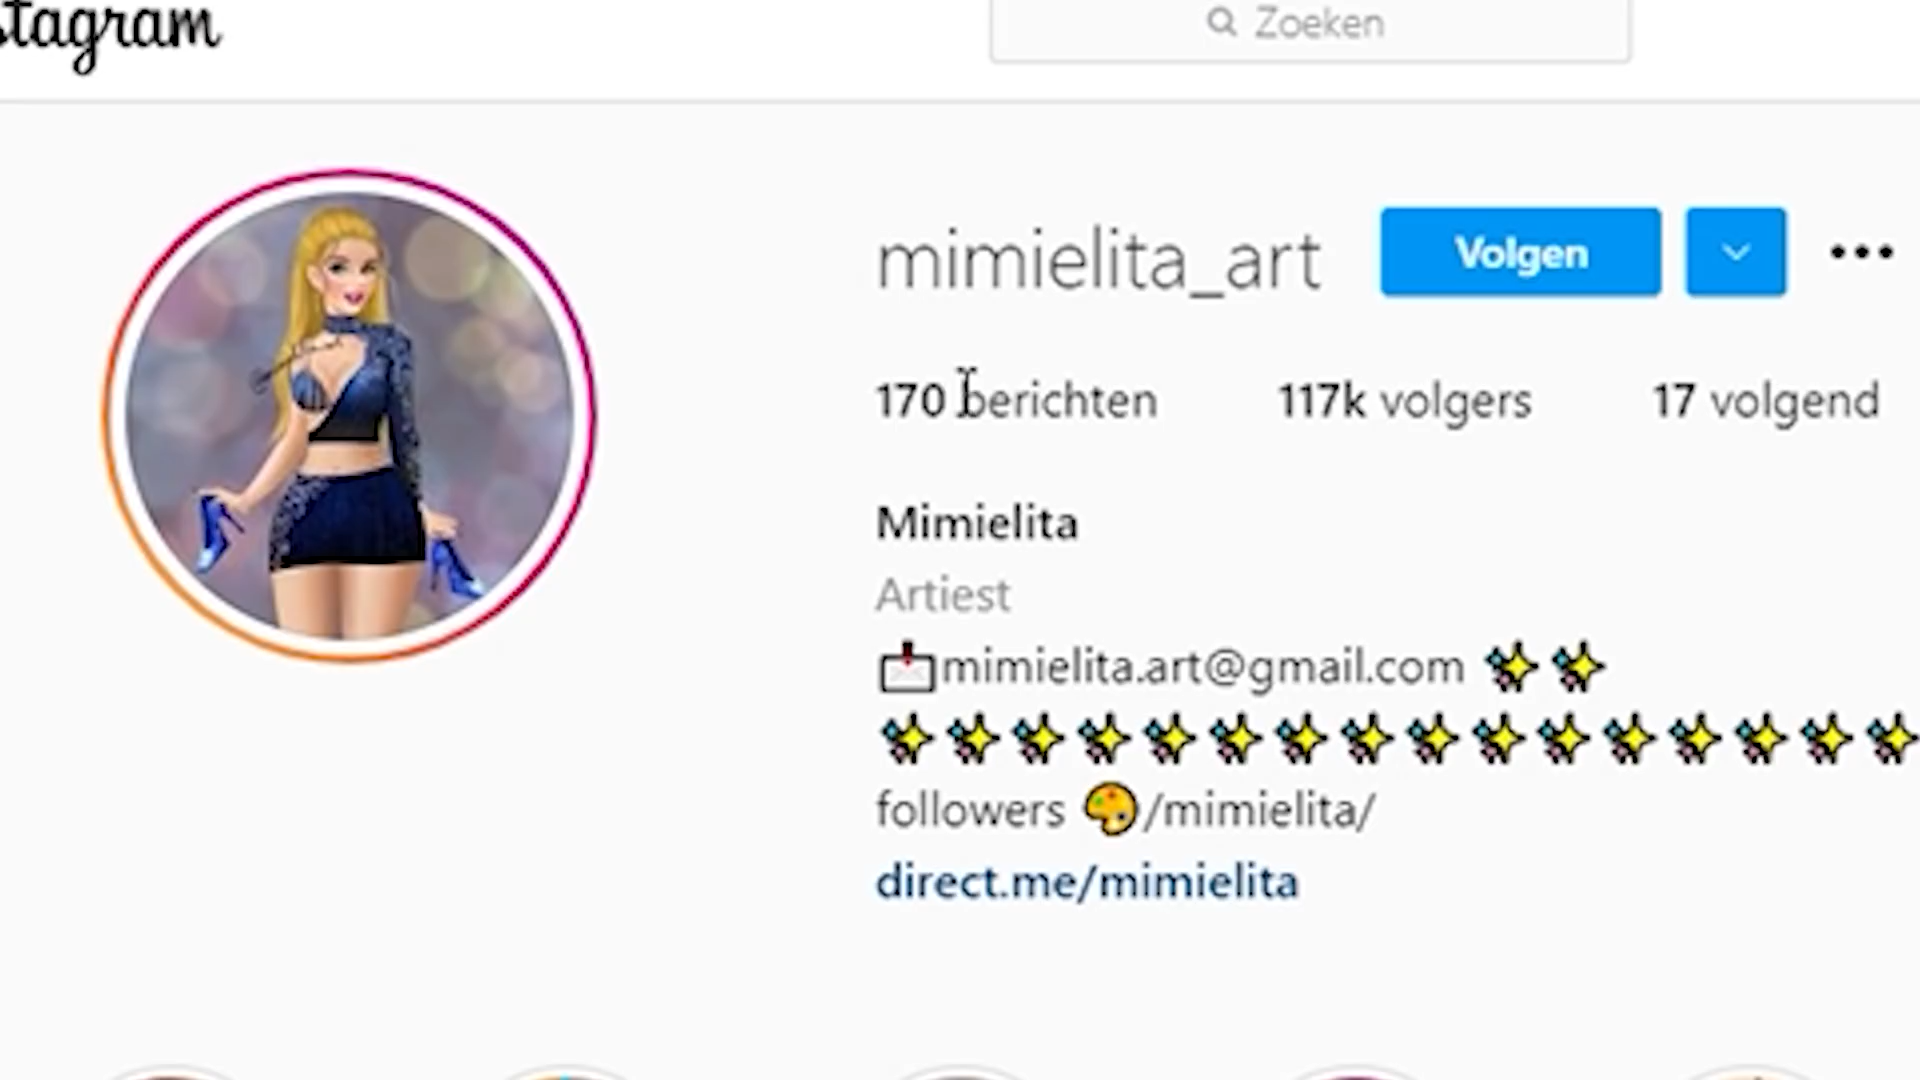 stagram
Zoeken
mimielita_art
Volgen
170 berichten
117k volgers
17 volgend
Mimielita
Artiest
📩mimielita.art@gmail.com ✨ ✨
✨ ✨ ✨ ✨ ✨ ✨ ✨ ✨ ✨ ✨ ✨ ✨ ✨ ✨ ✨ ✨
followers 🎨/mimielita/
direct.me/mimielita